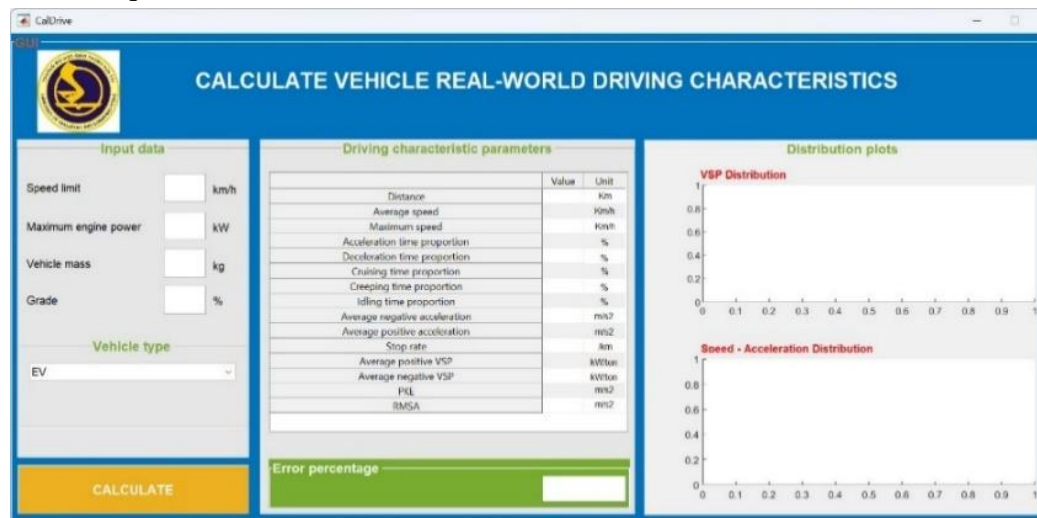 CalDrive
GUI
CALCULATE VEHICLE REAL-WORLD DRIVING CHARACTERISTICS
Input data
Speed limit km/h
Maximum engine power kW
Vehicle mass kg
Grade %
Vehicle type
EV
CALCULATE
Driving characteristic parameters
Value Unit
Distance Km
Average speed Km/h
Maximum speed Km/h
Acceleration time proportion %
Deceleration time proportion %
Cruising time proportion %
Creeping time proportion %
Idling time proportion %
Average negative acceleration m/s2
Average positive acceleration m/s2
Stop rate /km
Average positive VSP kW/ton
Average negative VSP kW/ton
PKE m/s2
RMSA m/s2
Error percentage
Distribution plots
VSP Distribution
1
0.8
0.6
0.4
0.2
0
0 0.1 0.2 0.3 0.4 0.5 0.6 0.7 0.8 0.9 1
Speed - Acceleration Distribution
1
0.8
0.6
0.4
0.2
0
0 0.1 0.2 0.3 0.4 0.5 0.6 0.7 0.8 0.9 1